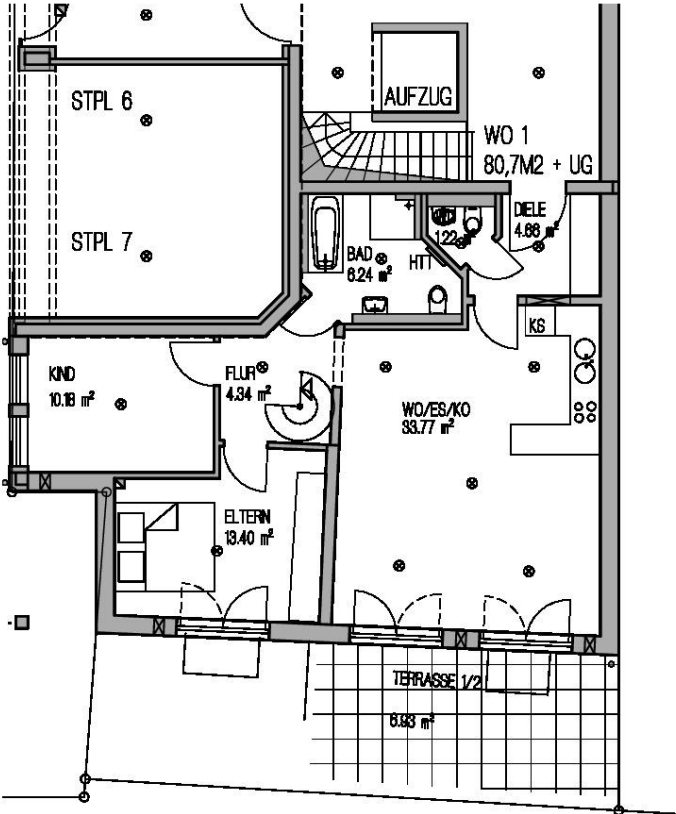 STPL 6
AUFZUG
WO 1
80,7M2 + UG
STPL 7
DIELE
4.66 m²
1.22 m²
BAD
6.24 m²
HTT
KS
KIND
10.18 m²
FLUR
4.34 m²
WO/ES/KO
33.77 m²
ELTERN
13.40 m²
TERRASSE 1/2
6.93 m²